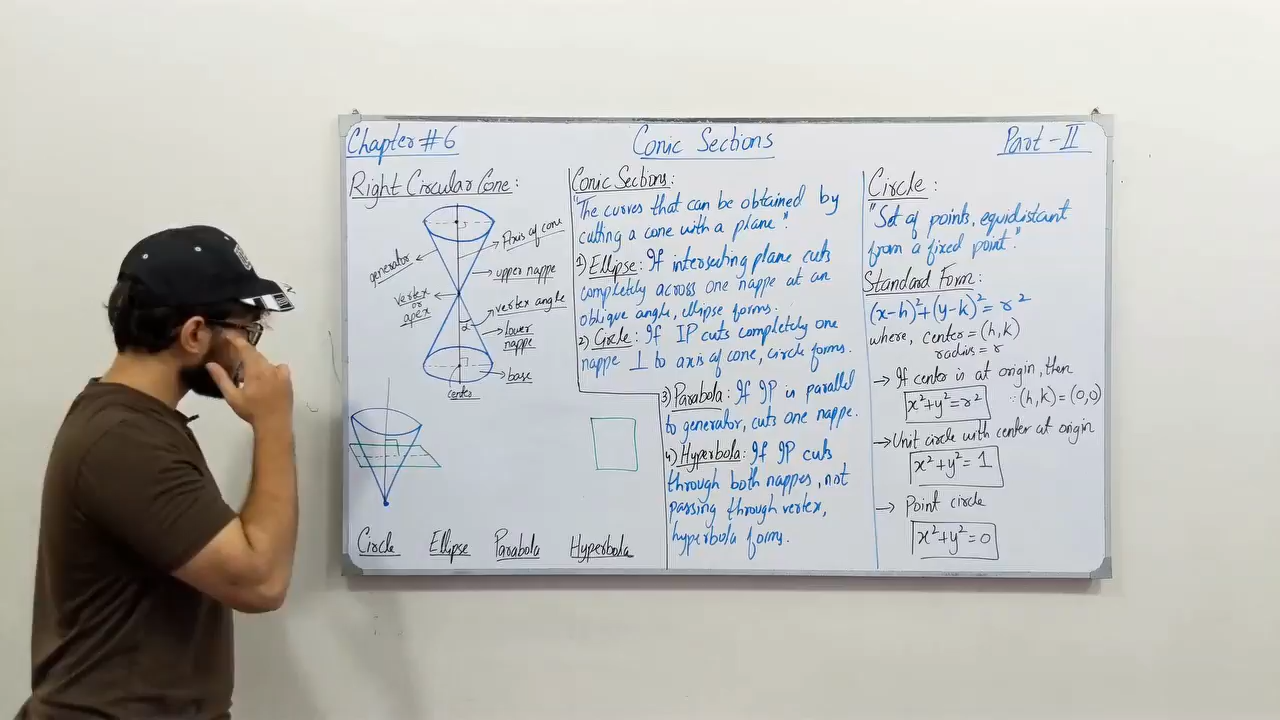 Chapter #6
Conic Sections
Part - II
Right Circular Cone:
Axis of cone
generator
upper nappe
vertex
or
apex
vertex angle
α
lower
nappe
base
center
Circle Ellipse Parabola Hyperbola
Conic Sections:
"The curves that can be obtained by
cutting a cone with a plane".
1) Ellipse: If intersecting plane cuts
completely across one nappe at an
oblique angle, ellipse forms.
2) Circle: If IP cuts completely one
nappe ⊥ to axis of cone, circle forms.
3) Parabola: If IP is parallel
to generator, cuts one nappe.
4) Hyperbola: If IP cuts
through both nappes, not
passing through vertex,
hyperbola forms.
Circle:
"Set of points, equidistant
from a fixed point."
Standard Form:
(x-h)²+(y-k)² = r²
where, center = (h,k)
radius = r
→ If center is at origin, then
x²+y²=r² ∵ (h,k) = (0,0)
→ Unit circle with center at origin
x²+y²=1
→ Point circle
x²+y²=0